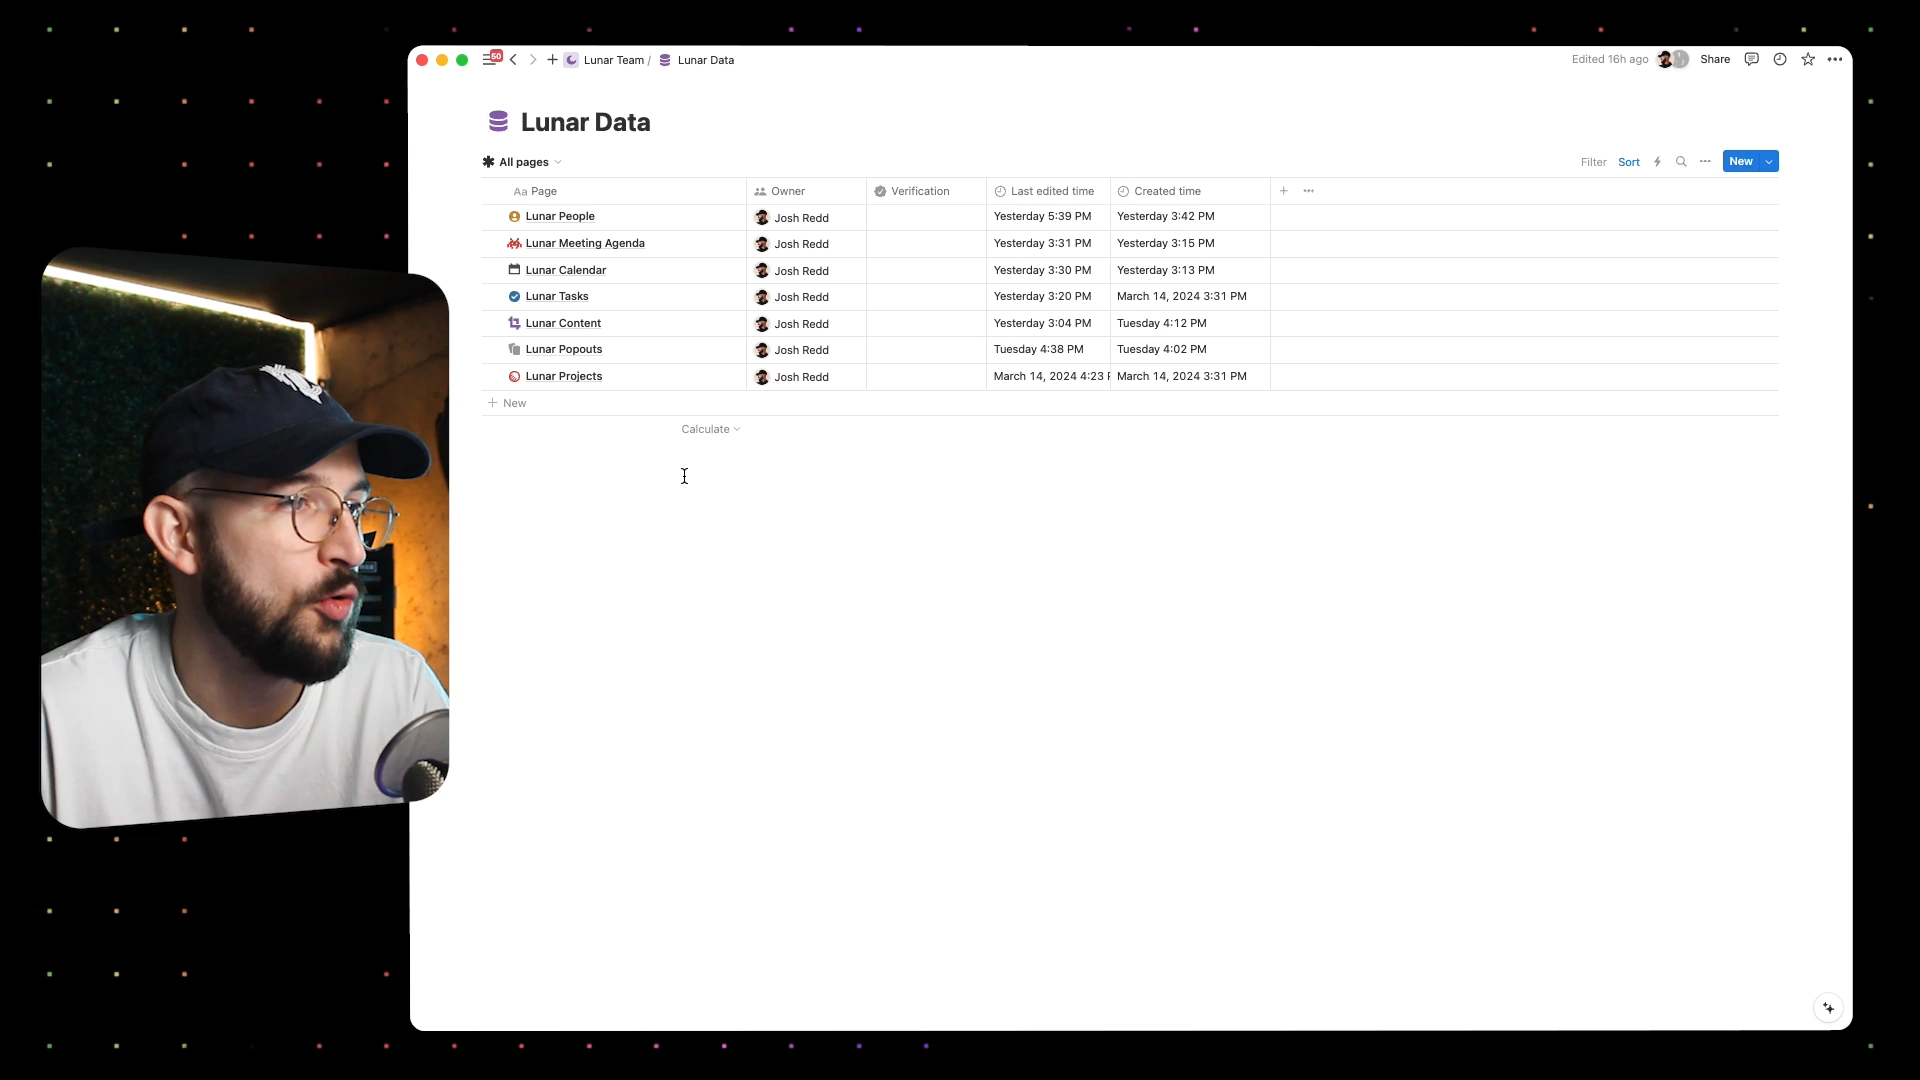 50
Lunar Team / Lunar Data
Edited 16h ago Share
Lunar Data
All pages
Filter Sort New
Aa Page Owner Verification Last edited time Created time
Lunar People Josh Redd Yesterday 5:39 PM Yesterday 3:42 PM
Lunar Meeting Agenda Josh Redd Yesterday 3:31 PM Yesterday 3:15 PM
Lunar Calendar Josh Redd Yesterday 3:30 PM Yesterday 3:13 PM
Lunar Tasks Josh Redd Yesterday 3:20 PM March 14, 2024 3:31 PM
Lunar Content Josh Redd Yesterday 3:04 PM Tuesday 4:12 PM
Lunar Popouts Josh Redd Tuesday 4:38 PM Tuesday 4:02 PM
Lunar Projects Josh Redd March 14, 2024 4:23 P March 14, 2024 3:31 PM
New
Calculate